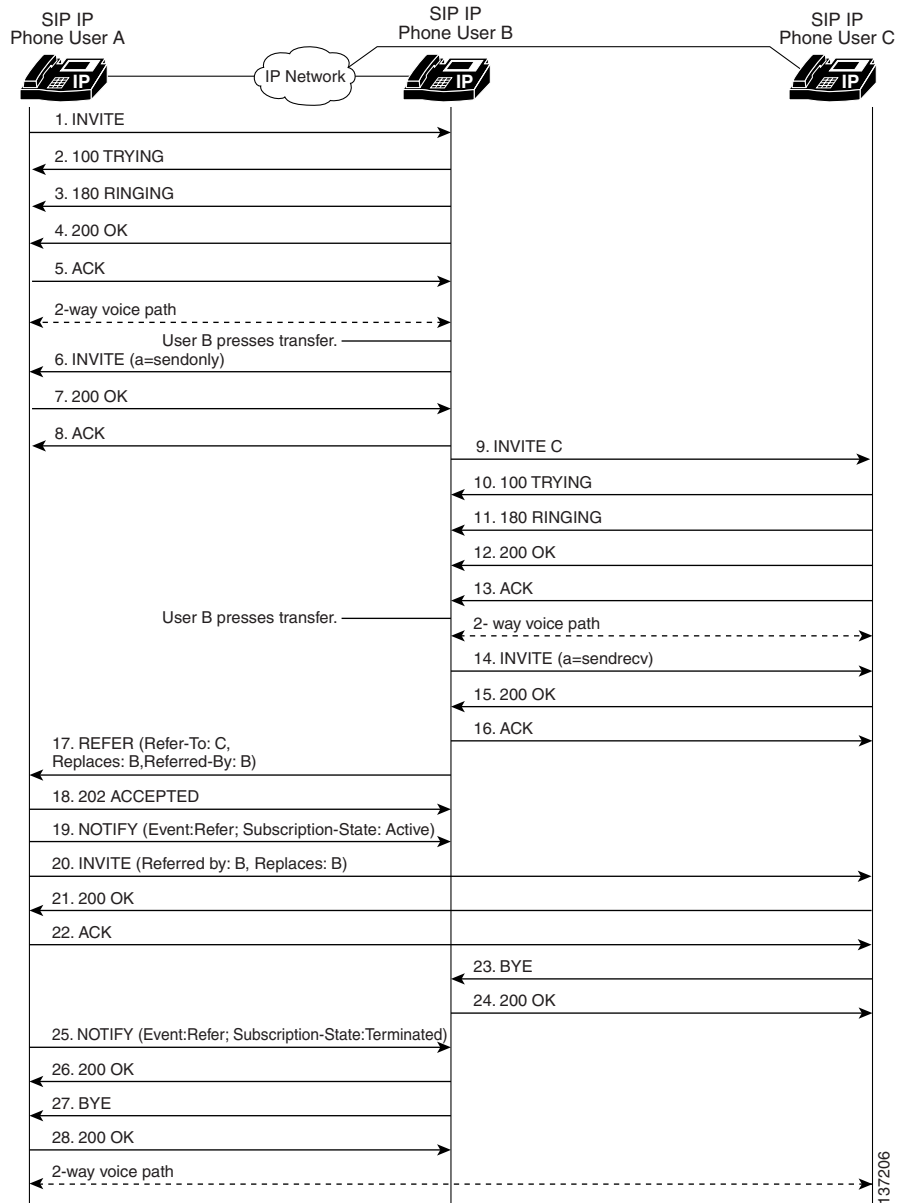 SIP IP
Phone User A
SIP IP
Phone User B
SIP IP
Phone User C
IP
IP Network
IP
IP
1. INVITE
2. 100 TRYING
3. 180 RINGING
4. 200 OK
5. ACK
2-way voice path
User B presses transfer.
6. INVITE (a=sendonly)
7. 200 OK
8. ACK
9. INVITE C
10. 100 TRYING
11. 180 RINGING
12. 200 OK
13. ACK
User B presses transfer.
2- way voice path
14. INVITE (a=sendrecv)
15. 200 OK
16. ACK
17. REFER (Refer-To: C,
Replaces: B,Referred-By: B)
18. 202 ACCEPTED
19. NOTIFY (Event:Refer; Subscription-State: Active)
20. INVITE (Referred by: B, Replaces: B)
21. 200 OK
22. ACK
23. BYE
24. 200 OK
25. NOTIFY (Event:Refer; Subscription-State:Terminated)
26. 200 OK
27. BYE
28. 200 OK
2-way voice path
137206